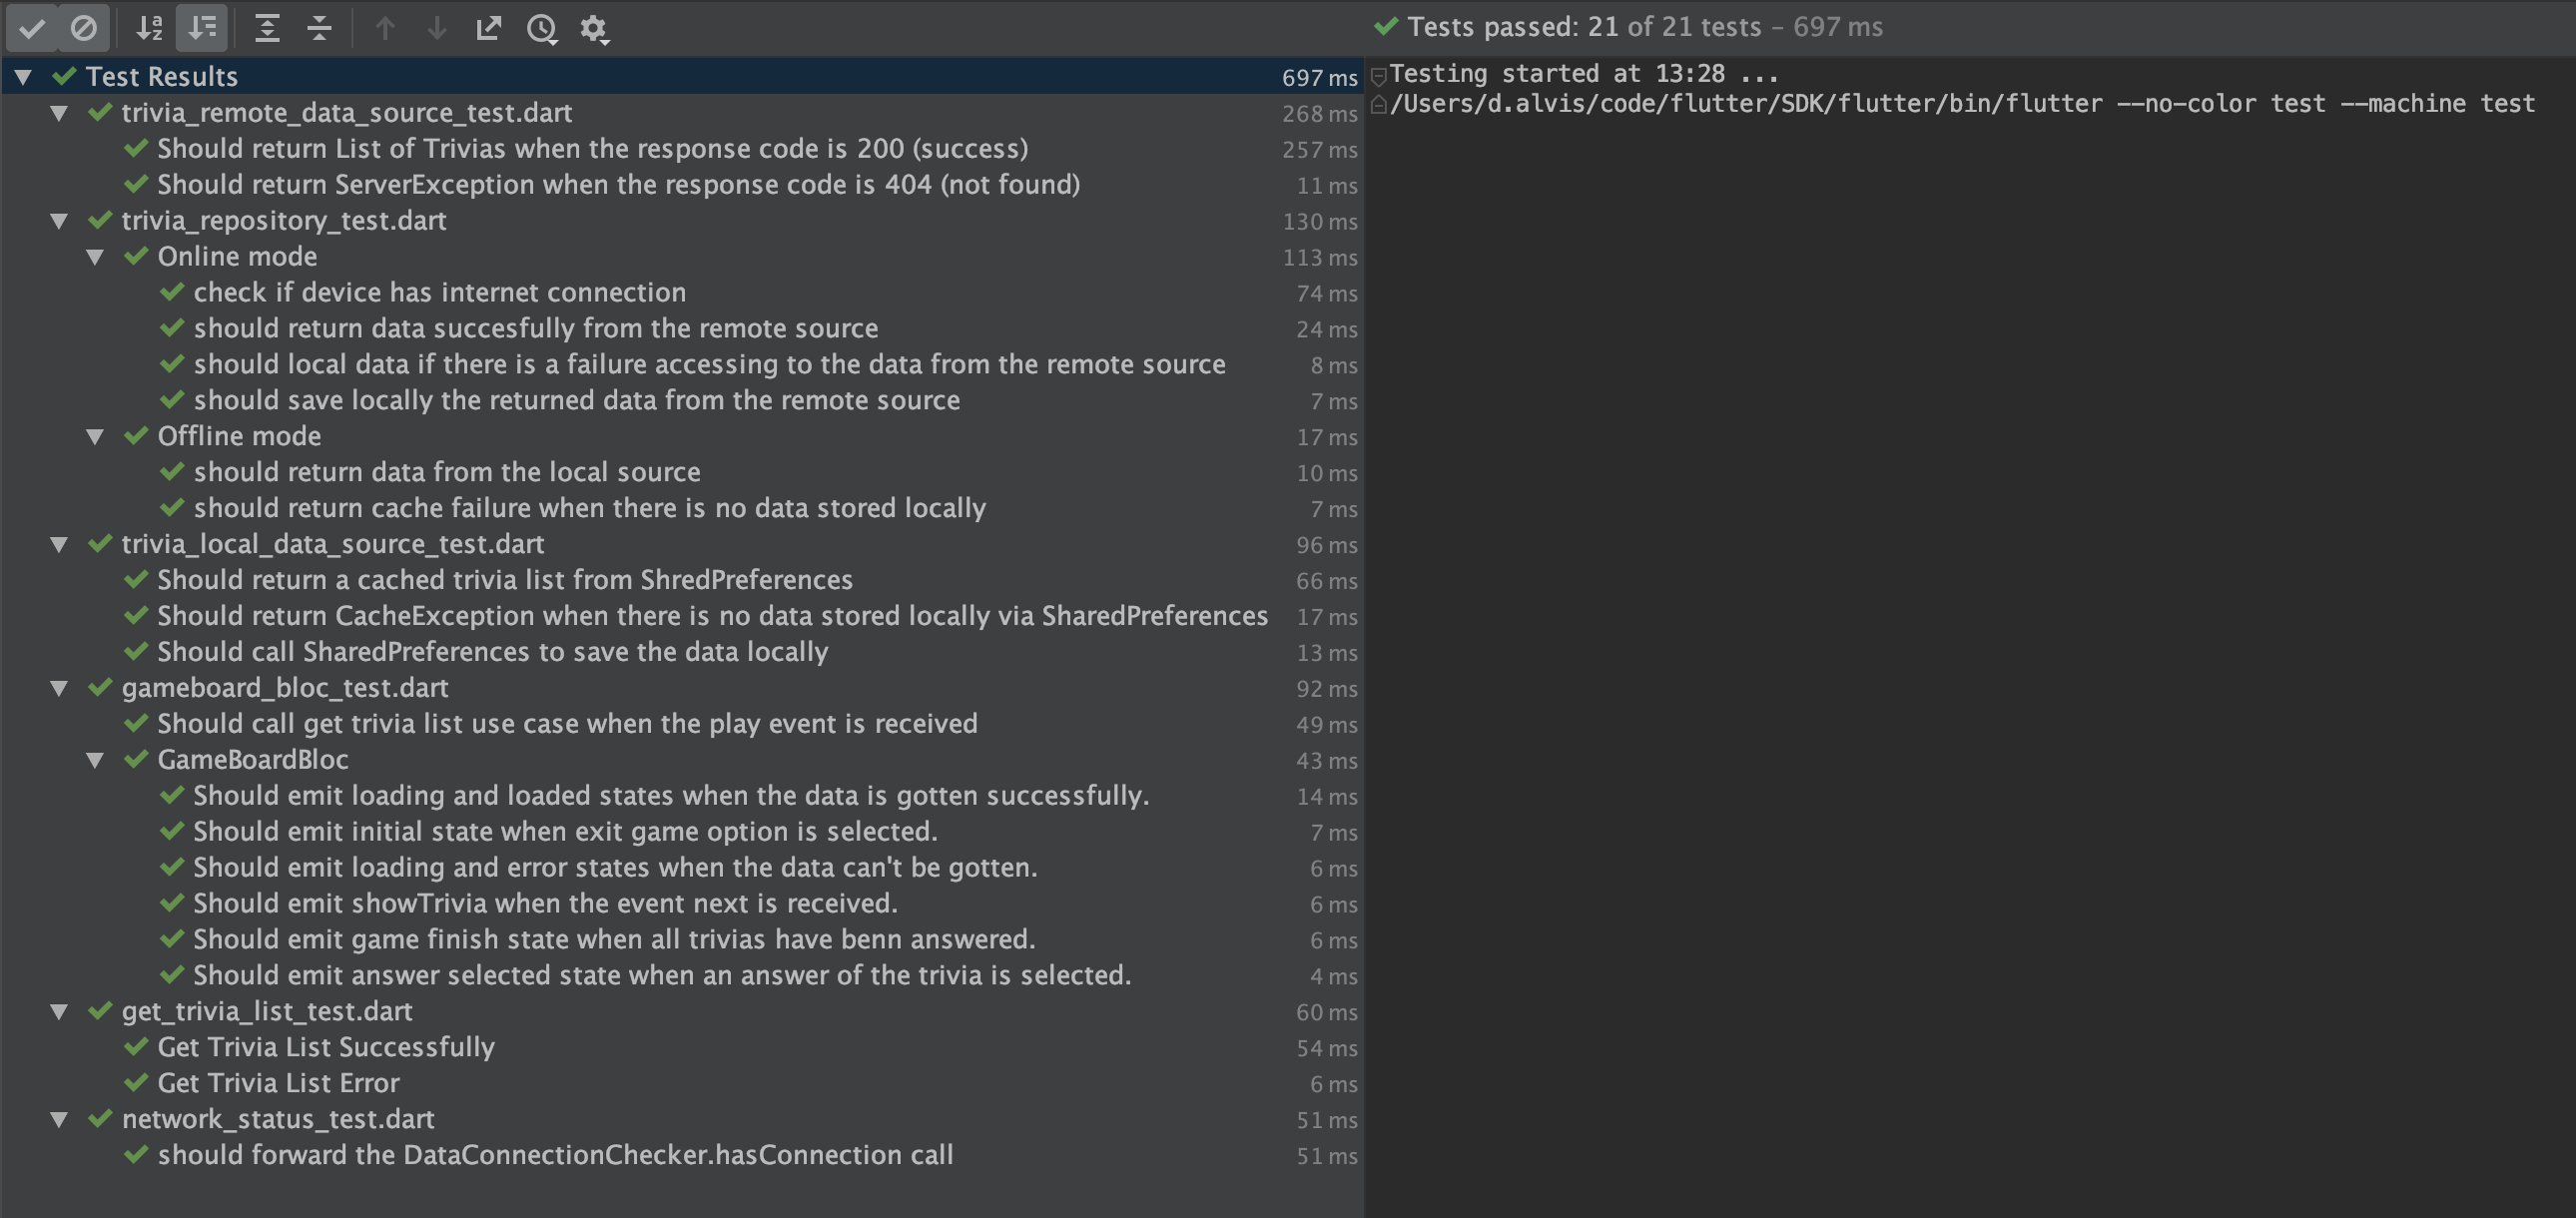 Tests passed: 21 of 21 tests – 697 ms
Test Results 697 ms
trivia_remote_data_source_test.dart 268 ms
Should return List of Trivias when the response code is 200 (success) 257 ms
Should return ServerException when the response code is 404 (not found) 11 ms
trivia_repository_test.dart 130 ms
Online mode 113 ms
check if device has internet connection 74 ms
should return data succesfully from the remote source 24 ms
should local data if there is a failure accessing to the data from the remote source 8 ms
should save locally the returned data from the remote source 7 ms
Offline mode 17 ms
should return data from the local source 10 ms
should return cache failure when there is no data stored locally 7 ms
trivia_local_data_source_test.dart 96 ms
Should return a cached trivia list from ShredPreferences 66 ms
Should return CacheException when there is no data stored locally via SharedPreferences 17 ms
Should call SharedPreferences to save the data locally 13 ms
gameboard_bloc_test.dart 92 ms
Should call get trivia list use case when the play event is received 49 ms
GameBoardBloc 43 ms
Should emit loading and loaded states when the data is gotten successfully. 14 ms
Should emit initial state when exit game option is selected. 7 ms
Should emit loading and error states when the data can't be gotten. 6 ms
Should emit showTrivia when the event next is received. 6 ms
Should emit game finish state when all trivias have benn answered. 6 ms
Should emit answer selected state when an answer of the trivia is selected. 4 ms
get_trivia_list_test.dart 60 ms
Get Trivia List Successfully 54 ms
Get Trivia List Error 6 ms
network_status_test.dart 51 ms
should forward the DataConnectionChecker.hasConnection call 51 ms
Testing started at 13:28 ...
/Users/d.alvis/code/flutter/SDK/flutter/bin/flutter --no-color test --machine test